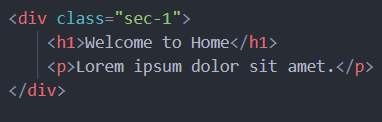 <div class="sec-1">
    <h1>Welcome to Home</h1>
    <p>Lorem ipsum dolor sit amet.</p>
</div>